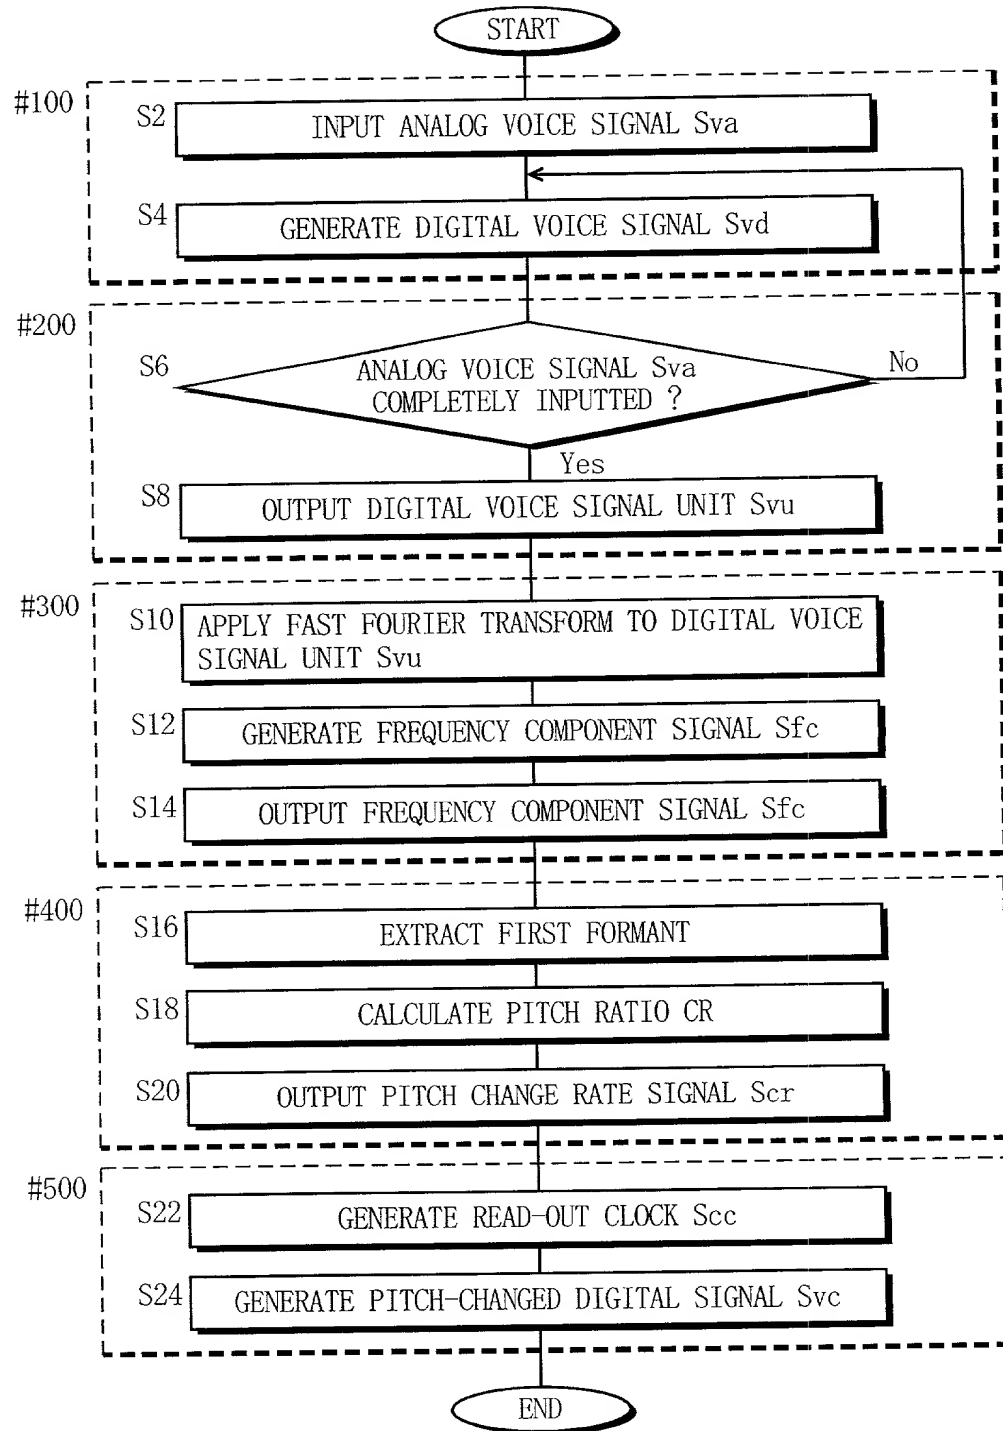 START
#100
S2
INPUT ANALOG VOICE SIGNAL Sva
S4
GENERATE DIGITAL VOICE SIGNAL Svd
#200
S6
ANALOG VOICE SIGNAL Sva
COMPLETELY INPUTTED ?
No
Yes
S8
OUTPUT DIGITAL VOICE SIGNAL UNIT Svu
#300
S10
APPLY FAST FOURIER TRANSFORM TO DIGITAL VOICE
SIGNAL UNIT Svu
S12
GENERATE FREQUENCY COMPONENT SIGNAL Sfc
S14
OUTPUT FREQUENCY COMPONENT SIGNAL Sfc
#400
S16
EXTRACT FIRST FORMANT
S18
CALCULATE PITCH RATIO CR
S20
OUTPUT PITCH CHANGE RATE SIGNAL Scr
#500
S22
GENERATE READ-OUT CLOCK Scc
S24
GENERATE PITCH-CHANGED DIGITAL SIGNAL Svc
END